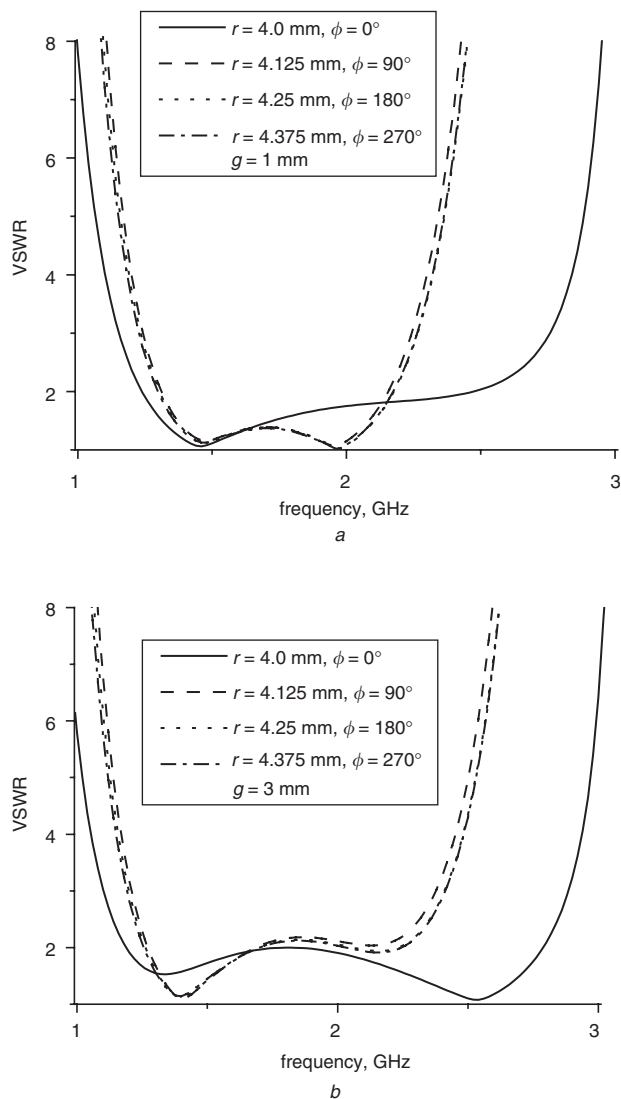 r = 4.0 mm, ϕ = 0°
r = 4.125 mm, ϕ = 90°
r = 4.25 mm, ϕ = 180°
r = 4.375 mm, ϕ = 270°
g = 1 mm
8
6
4
2
VSWR
1
2
3
frequency, GHz
a
r = 4.0 mm, ϕ = 0°
r = 4.125 mm, ϕ = 90°
r = 4.25 mm, ϕ = 180°
r = 4.375 mm, ϕ = 270°
g = 3 mm
8
6
4
2
VSWR
1
2
3
frequency, GHz
b